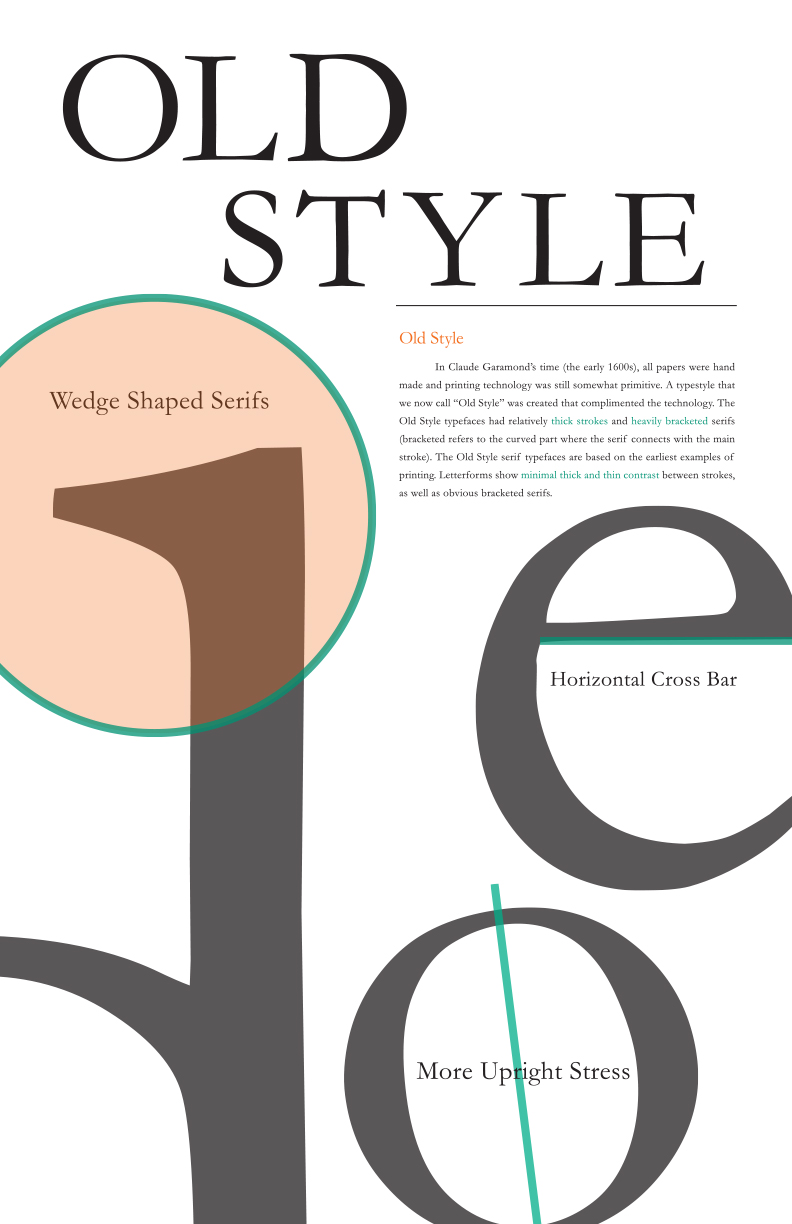 OLD
STYLE
Old Style
In Claude Garamond’s time (the early 1600s), all papers were hand
made and printing technology was still somewhat primitive. A typestyle that
we now call “Old Style” was created that complimented the technology. The
Old Style typefaces had relatively thick strokes and heavily bracketed serifs
(bracketed refers to the curved part where the serif connects with the main
stroke). The Old Style serif typefaces are based on the earliest examples of
printing. Letterforms show minimal thick and thin contrast between strokes,
as well as obvious bracketed serifs.
Wedge Shaped Serifs
d
e
Horizontal Cross Bar
o
More Upright Stress